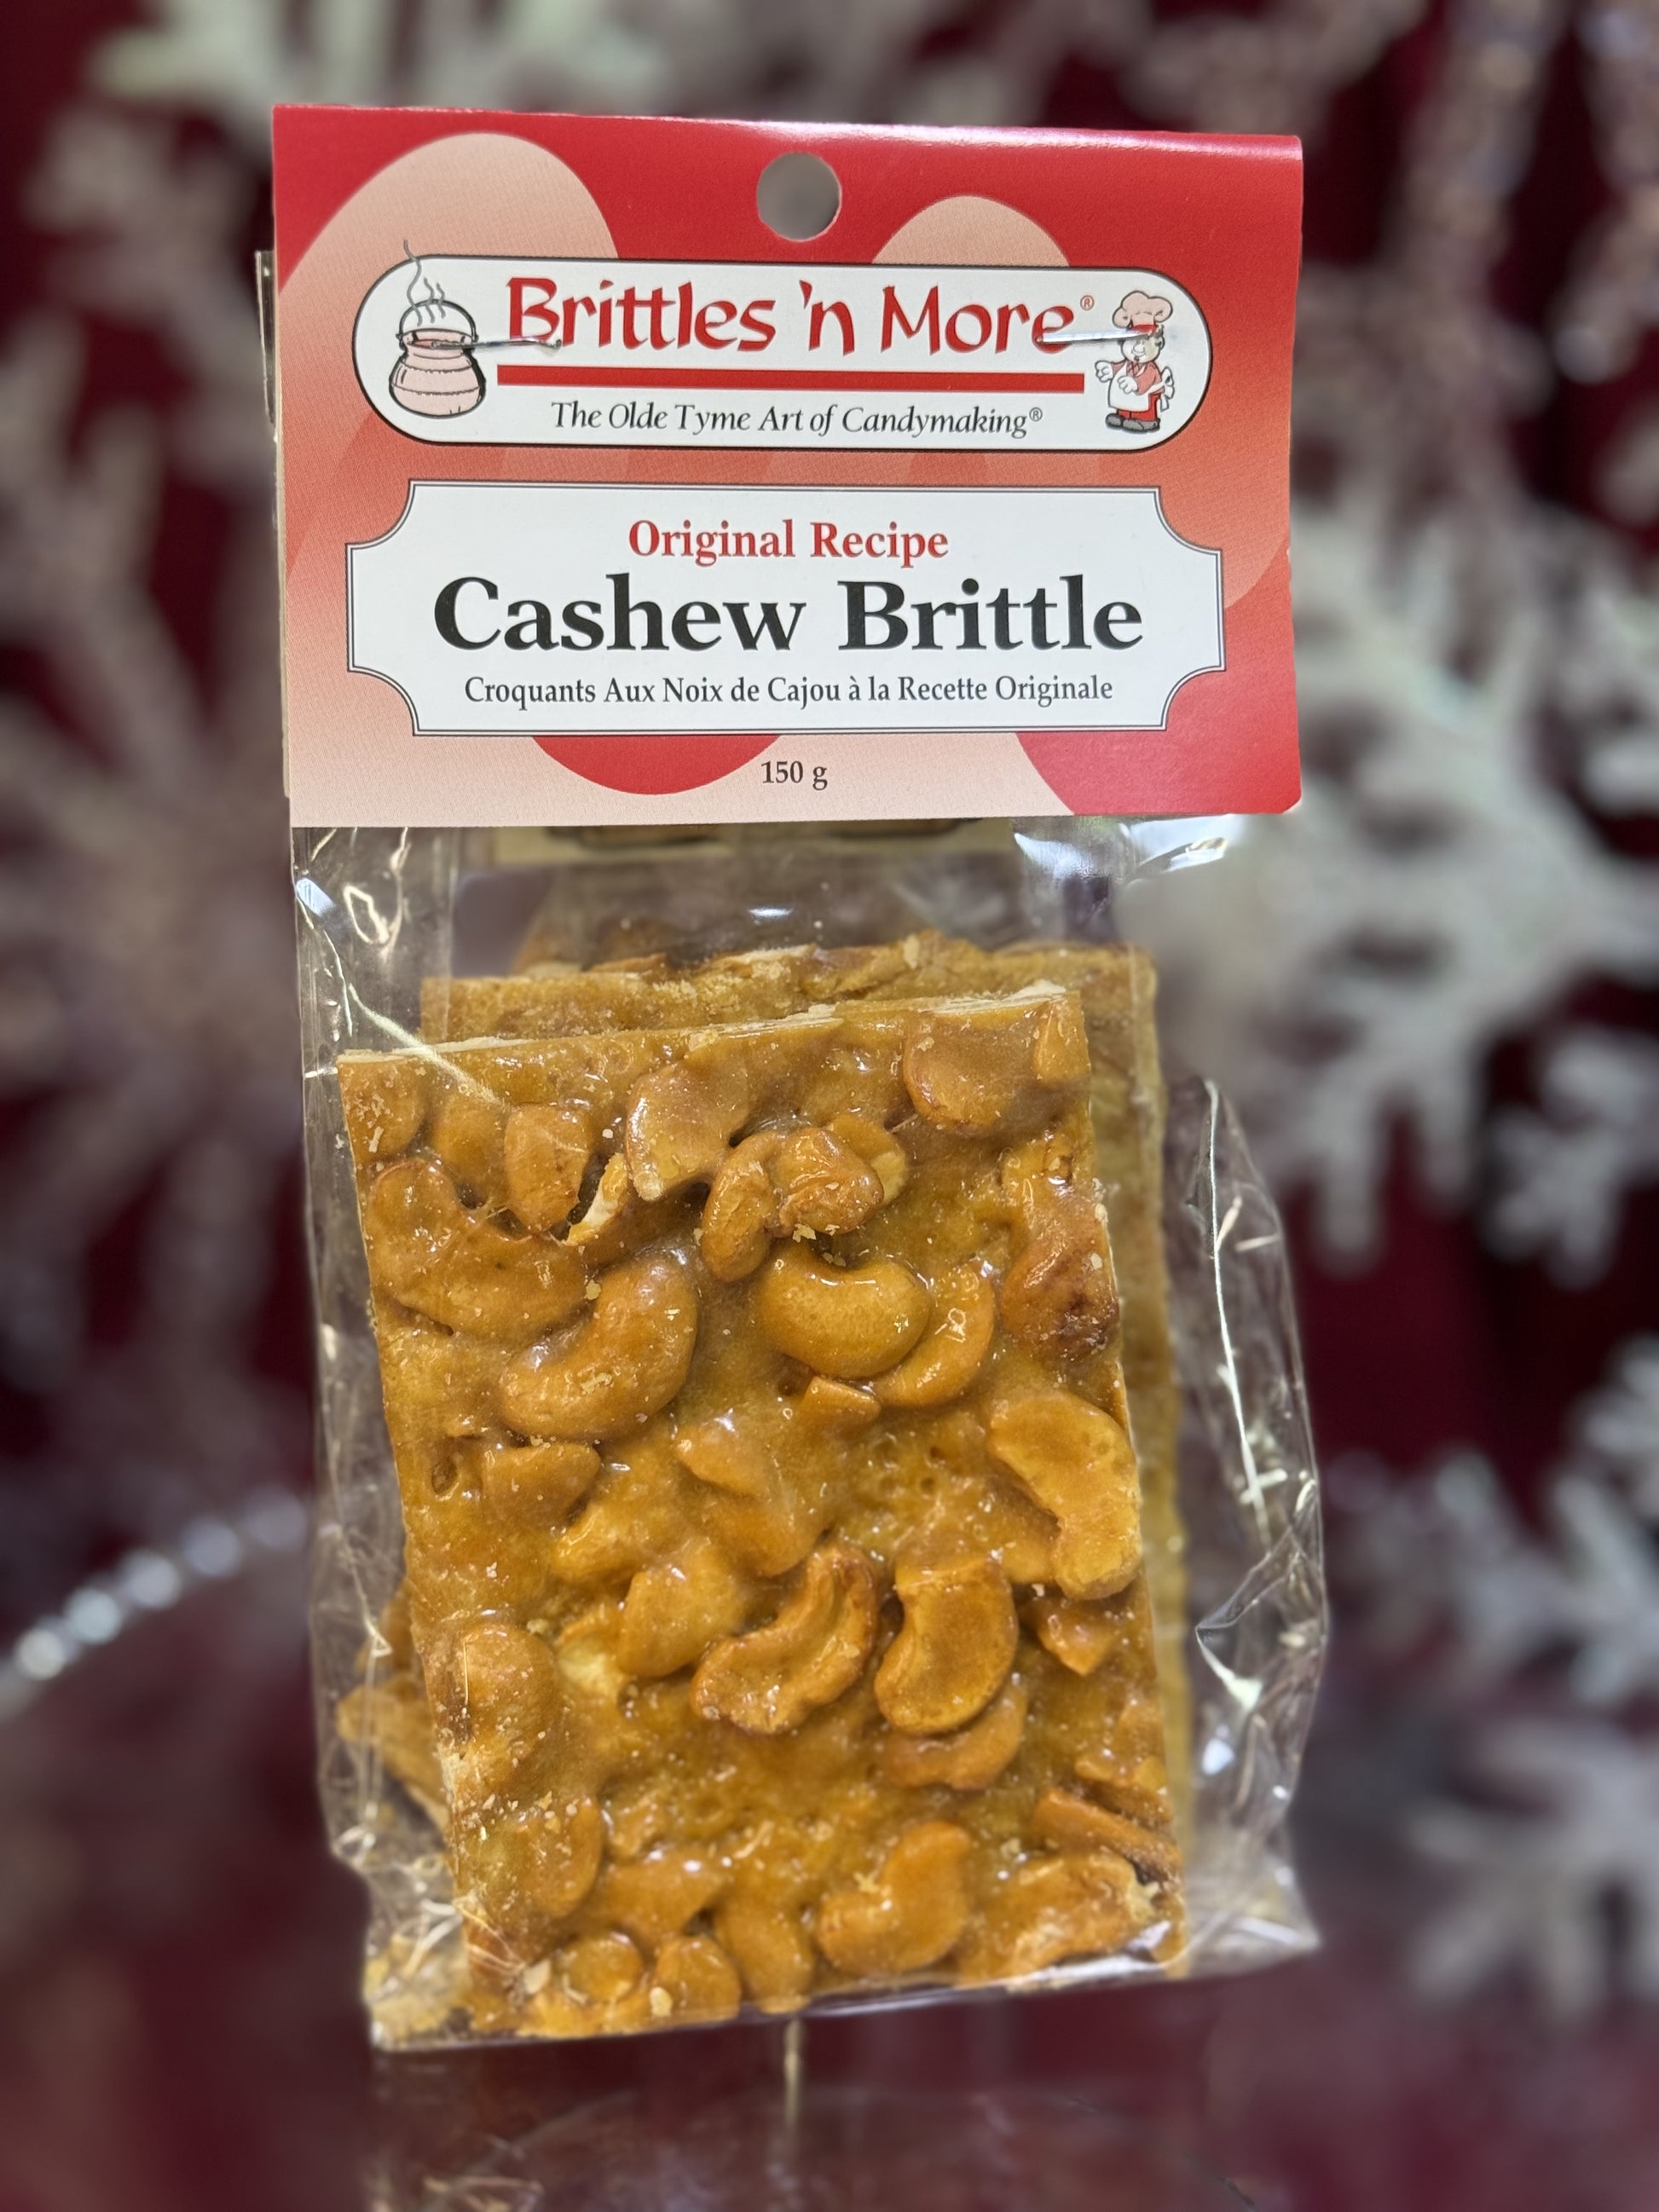 Brittles 'n More®
The Olde Tyme Art of Candymaking®
Original Recipe
Cashew Brittle
Croquants Aux Noix de Cajou à la Recette Originale
150 g